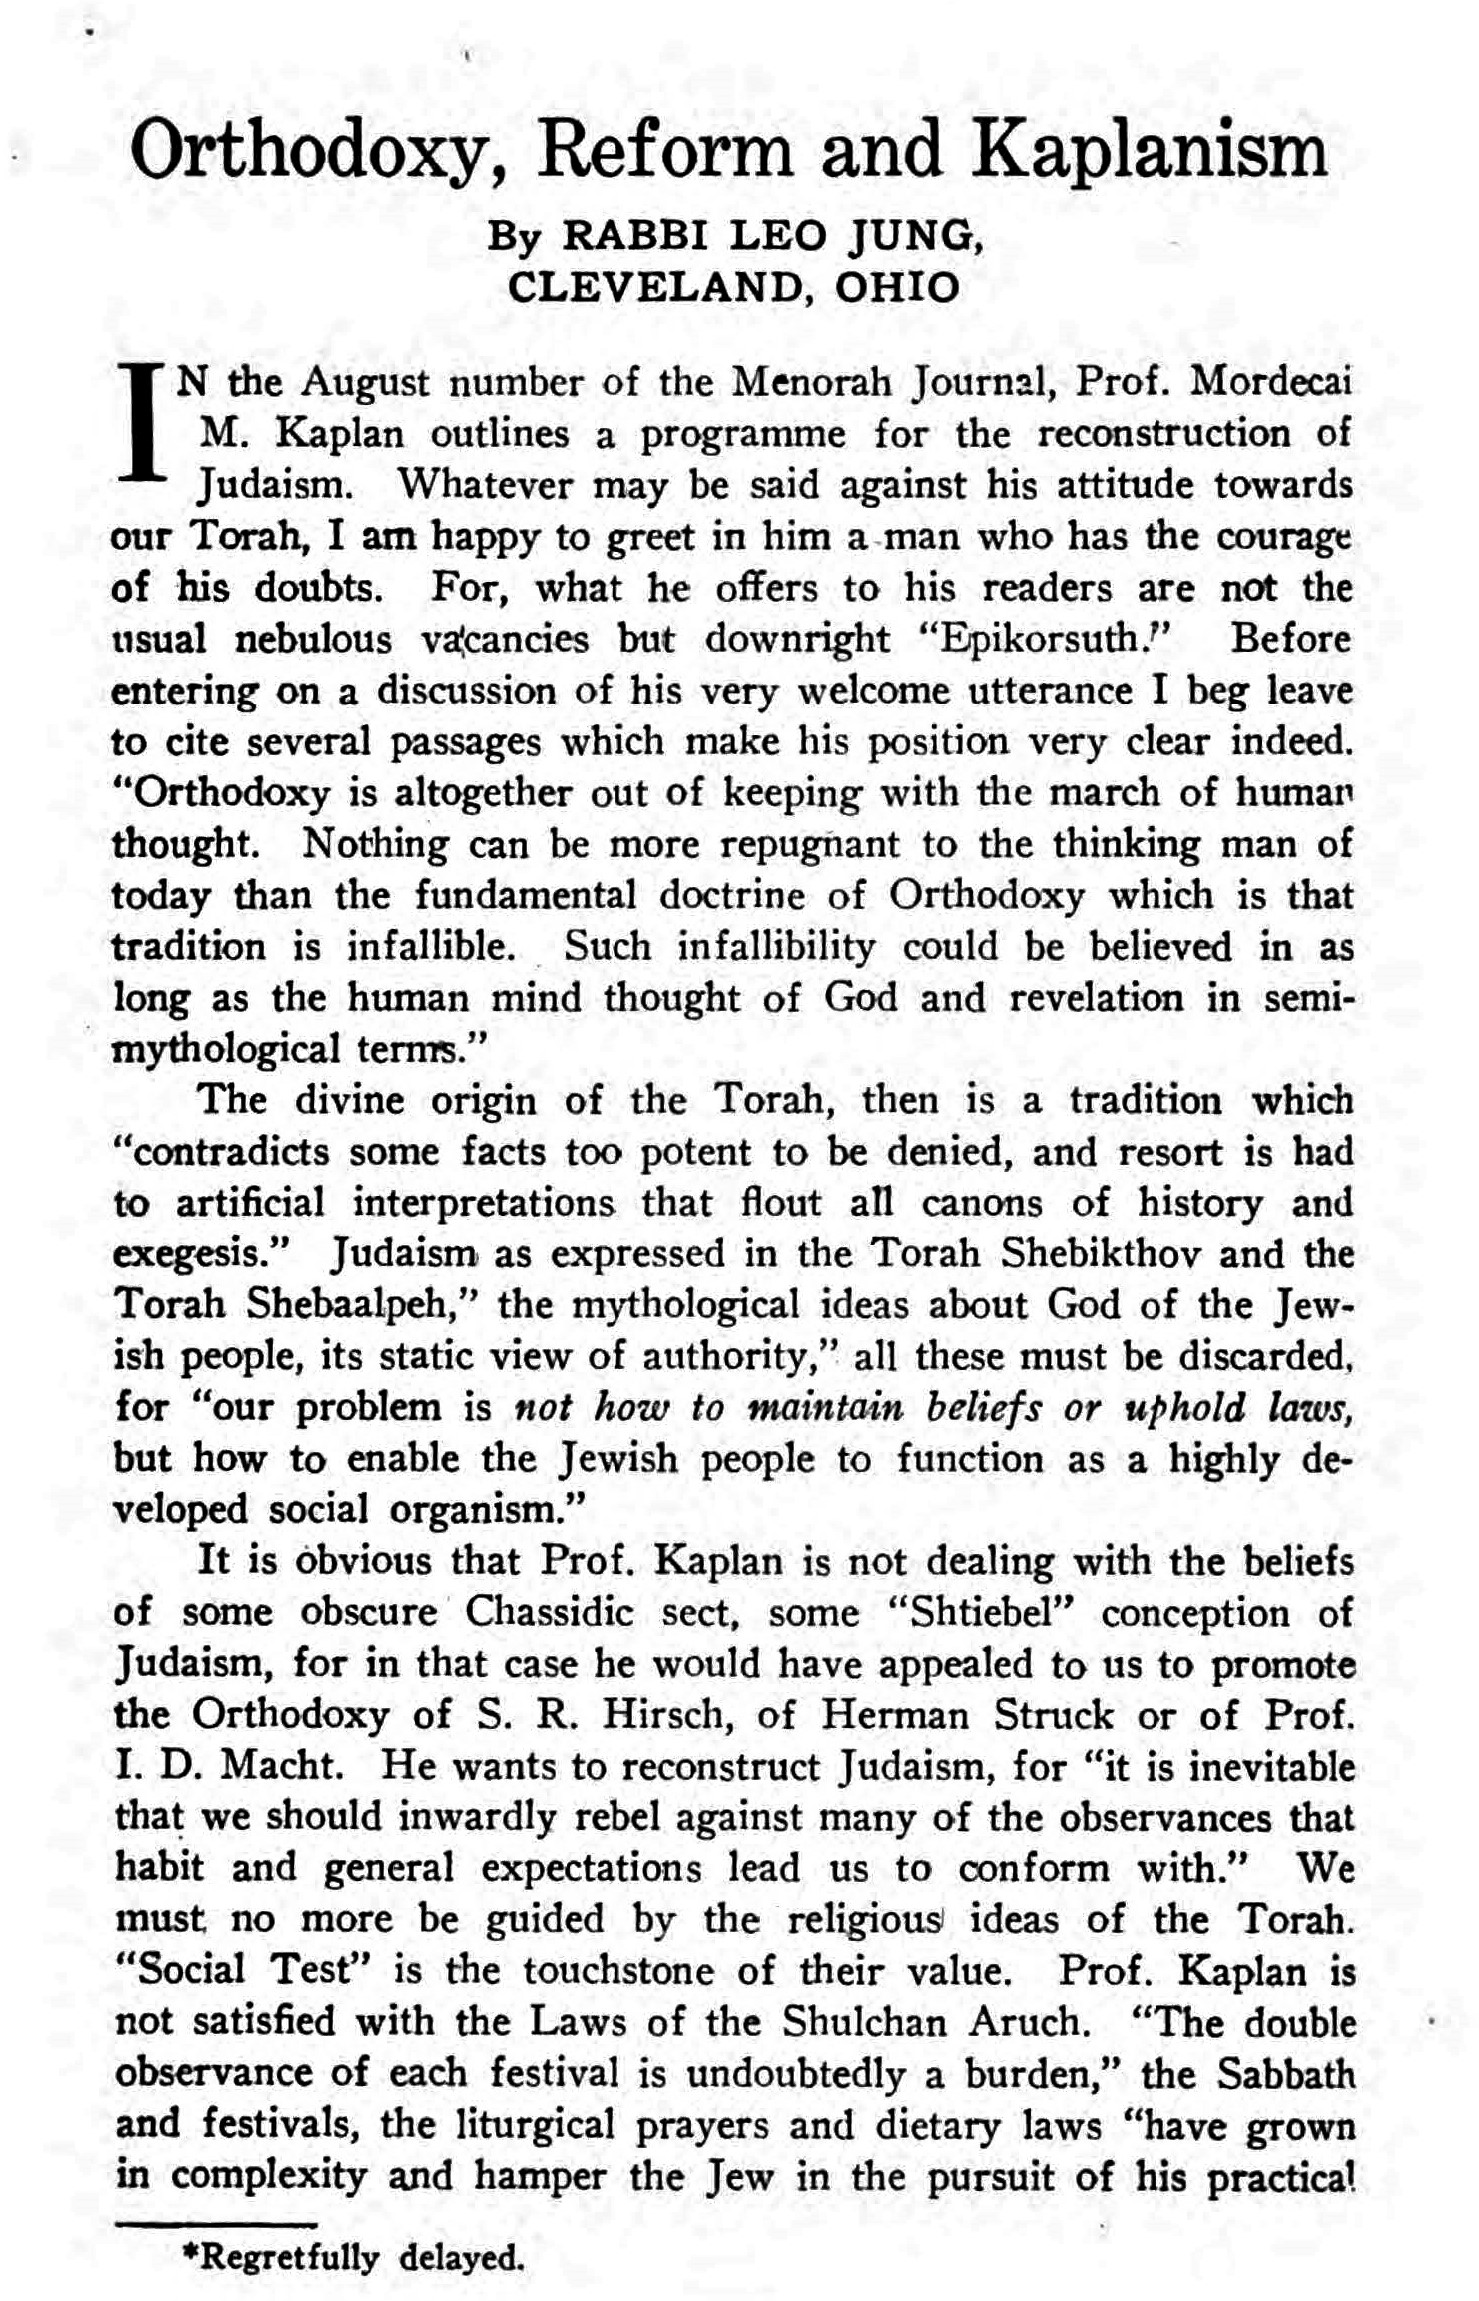 Orthodoxy, Reform and Kaplanism
By RABBI LEO JUNG,
CLEVELAND, OHIO
IN the August number of the Menorah Journal, Prof. Mordecai
M. Kaplan outlines a programme for the reconstruction of
Judaism. Whatever may be said against his attitude towards
our Torah, I am happy to greet in him a man who has the courage
of his doubts. For, what he offers to his readers are not the
usual nebulous vacancies but downright “Epikorsuth.” Before
entering on a discussion of his very welcome utterance I beg leave
to cite several passages which make his position very clear indeed.
“Orthodoxy is altogether out of keeping with the march of human
thought. Nothing can be more repugnant to the thinking man of
today than the fundamental doctrine of Orthodoxy which is that
tradition is infallible. Such infallibility could be believed in as
long as the human mind thought of God and revelation in semi-
mythological terms.”
The divine origin of the Torah, then is a tradition which
“contradicts some facts too potent to be denied, and resort is had
to artificial interpretations that flout all canons of history and
exegesis.” Judaism as expressed in the Torah Shebikthov and the
Torah Shebaalpeh,” the mythological ideas about God of the Jew-
ish people, its static view of authority,” all these must be discarded,
for “our problem is not how to maintain beliefs or uphold laws,
but how to enable the Jewish people to function as a highly de-
veloped social organism.”
It is obvious that Prof. Kaplan is not dealing with the beliefs
of some obscure Chassidic sect, some “Shtiebel” conception of
Judaism, for in that case he would have appealed to us to promote
the Orthodoxy of S. R. Hirsch, of Herman Struck or of Prof.
I. D. Macht. He wants to reconstruct Judaism, for “it is inevitable
that we should inwardly rebel against many of the observances that
habit and general expectations lead us to conform with.” We
must no more be guided by the religious ideas of the Torah.
“Social Test” is the touchstone of their value. Prof. Kaplan is
not satisfied with the Laws of the Shulchan Aruch. “The double
observance of each festival is undoubtedly a burden,” the Sabbath
and festivals, the liturgical prayers and dietary laws “have grown
in complexity and hamper the Jew in the pursuit of his practical
*Regretfully delayed.